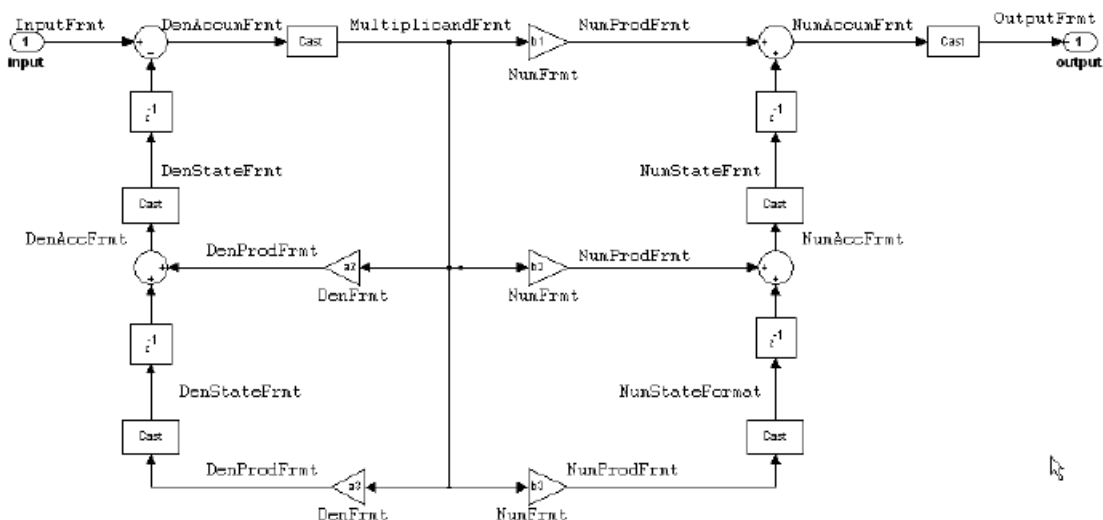 InputFrmt
DenAccumFrmt
MultiplicandFrmt
NumProdFrmt
NumAccumFrmt
OutputFrmt
1
Cast
b1
Cast
1
input
NumFrmt
output
z-1
z-1
DenStateFrmt
NumStateFrmt
Cast
Cast
DenAccFrmt
DenProdFrmt
NumProdFrmt
NumAccFrmt
a2
b2
DenFrmt
NumFrmt
z-1
z-1
DenStateFrmt
NumStateFormat
Cast
Cast
DenProdFrmt
NumProdFrmt
a3
b3
DenFrmt
NumFrmt